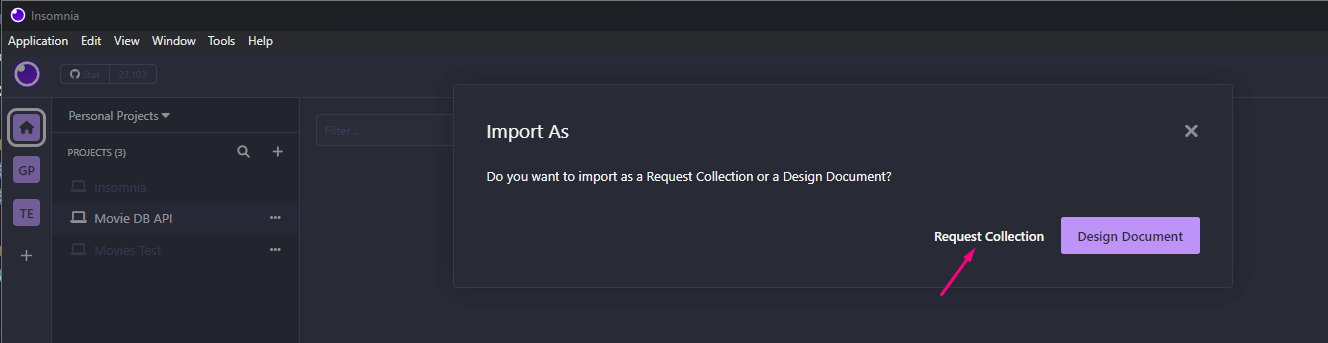 Insomnia
Application Edit View Window Tools Help
Star 27,103
Personal Projects
Filter...
PROJECTS (3)
Insomnia
GP
Movie DB API
TE
Movies Test
Import As
Do you want to import as a Request Collection or a Design Document?
Request Collection Design Document